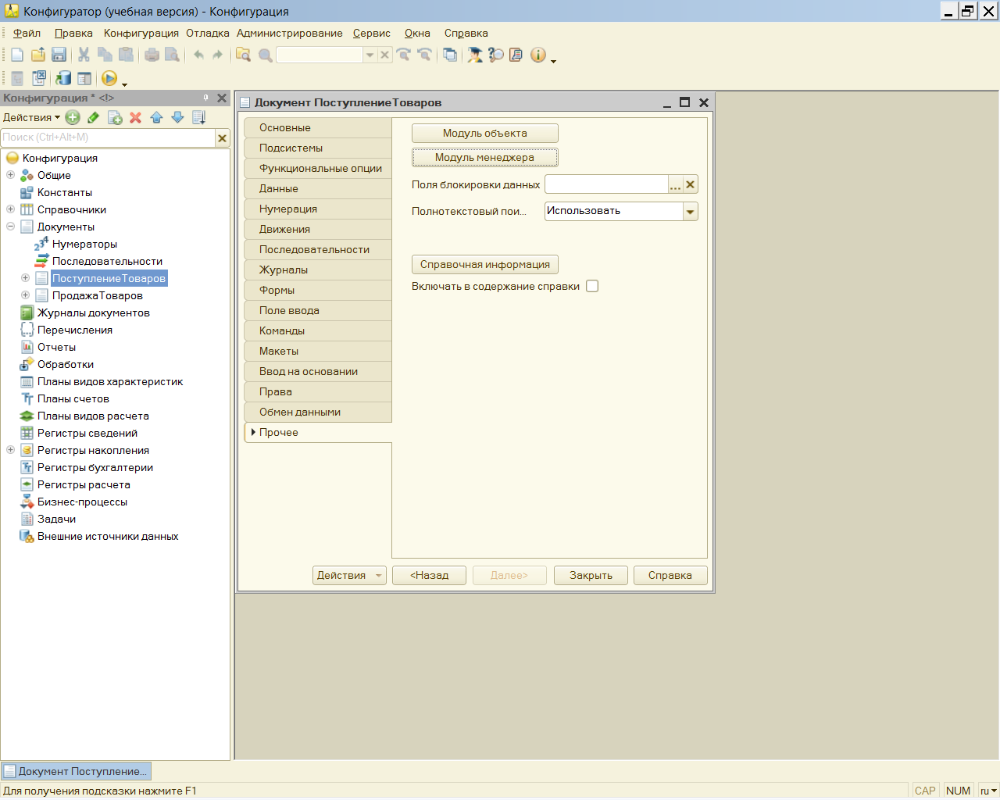 Конфигуратор (учебная версия) - Конфигурация
Файл Правка Конфигурация Отладка Администрирование Сервис Окна Справка
Конфигурация * <!>
Действия
Поиск (Ctrl+Alt+M)
Конфигурация
Общие
Константы
Справочники
Документы
Нумераторы
Последовательности
ПоступлениеТоваров
ПродажаТоваров
Журналы документов
Перечисления
Отчеты
Обработки
Планы видов характеристик
Планы счетов
Планы видов расчета
Регистры сведений
Регистры накопления
Регистры бухгалтерии
Регистры расчета
Бизнес-процессы
Задачи
Внешние источники данных
Документ ПоступлениеТоваров
Основные
Подсистемы
Функциональные опции
Данные
Нумерация
Движения
Последовательности
Журналы
Формы
Поле ввода
Команды
Макеты
Ввод на основании
Права
Обмен данными
Прочее
Модуль объекта
Модуль менеджера
Поля блокировки данных ...
Полнотекстовый пои... Использовать
Справочная информация
Включать в содержание справки
Действия <Назад Далее> Закрыть Справка
Документ Поступление...
Для получения подсказки нажмите F1 CAP NUM ru